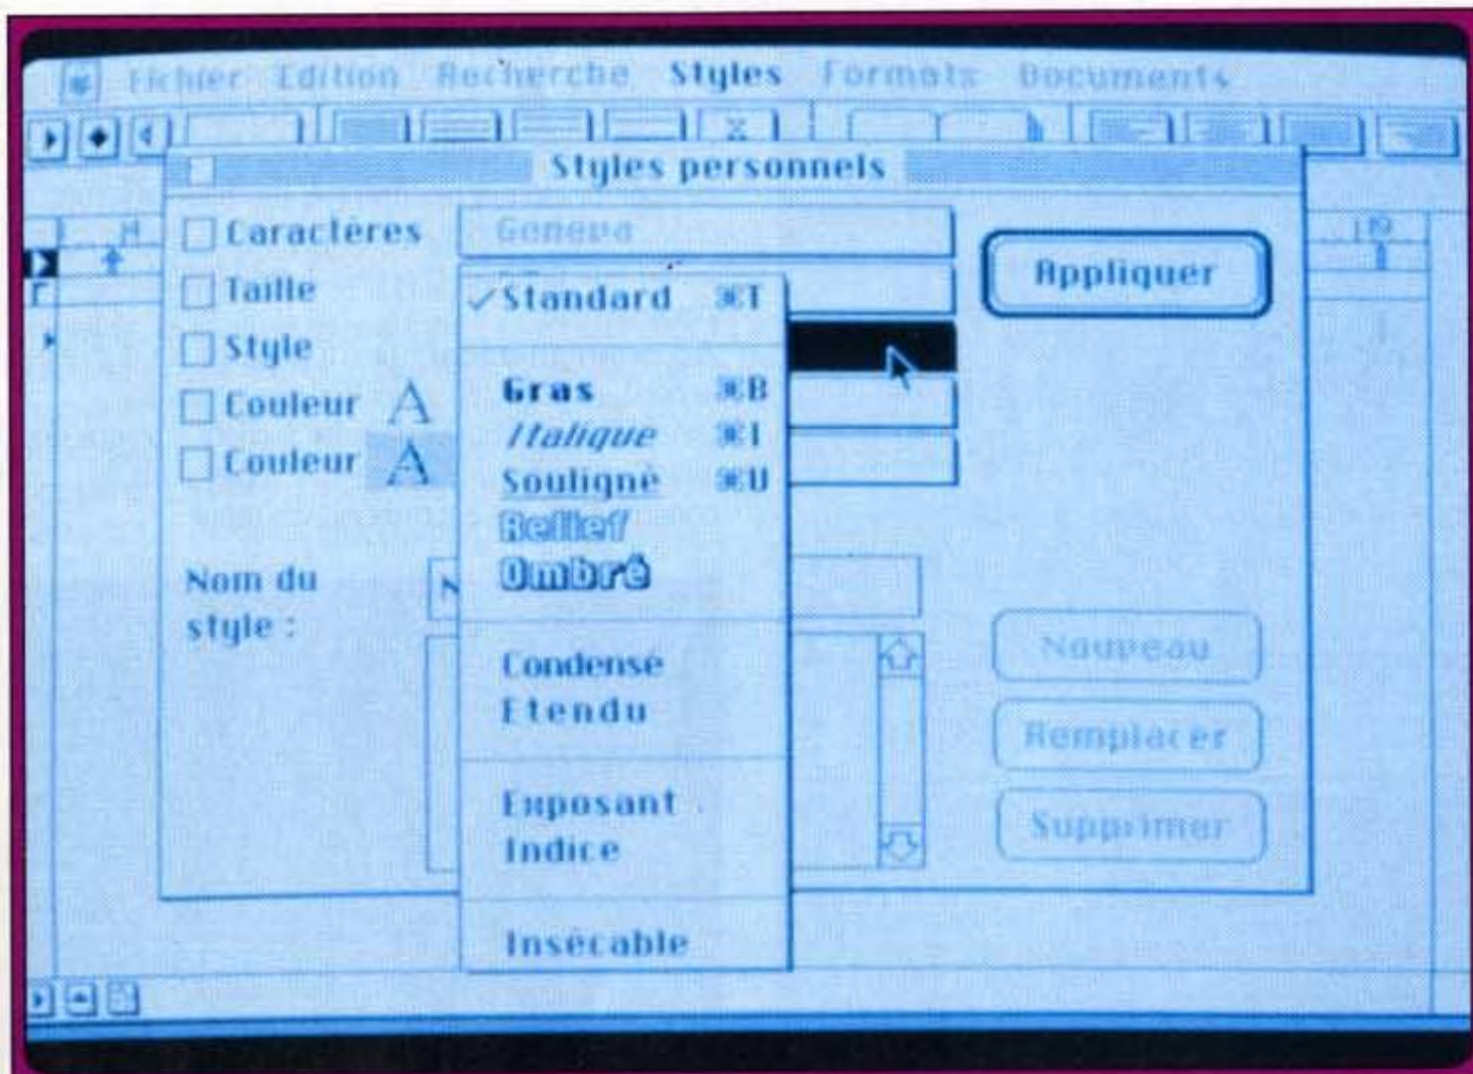 Fichier Edition Recherche Styles Formats Documents
Styles personnels
Caractères Geneva
Taille
Style
Couleur A
Couleur A
Appliquer
✓Standard ⌘T
Gras ⌘B
Italique ⌘I
Souligné ⌘U
Relief
Ombré
Condensé
Etendu
Exposant
Indice
Insécable
Nom du
style :
Nouveau
Remplacer
Supprimer